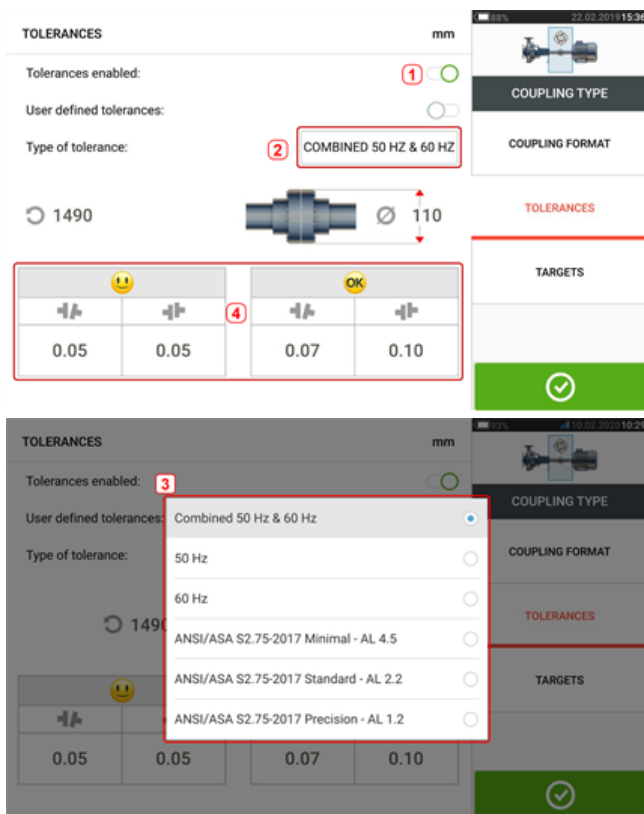 88% 22.02.2019 15:36
TOLERANCES mm
Tolerances enabled: 1
User defined tolerances:
Type of tolerance: 2 COMBINED 50 HZ & 60 HZ
1490 Ø 110
OK
4
0.05 0.05 0.07 0.10
COUPLING TYPE
COUPLING FORMAT
TOLERANCES
TARGETS
93% 10.02.2020 10:29
TOLERANCES mm
Tolerances enabled: 3
User defined tolerances:
Type of tolerance:
Combined 50 Hz & 60 Hz
50 Hz
60 Hz
ANSI/ASA S2.75-2017 Minimal - AL 4.5
ANSI/ASA S2.75-2017 Standard - AL 2.2
ANSI/ASA S2.75-2017 Precision - AL 1.2
1490
0.05 0.05 0.07 0.10
COUPLING TYPE
COUPLING FORMAT
TOLERANCES
TARGETS